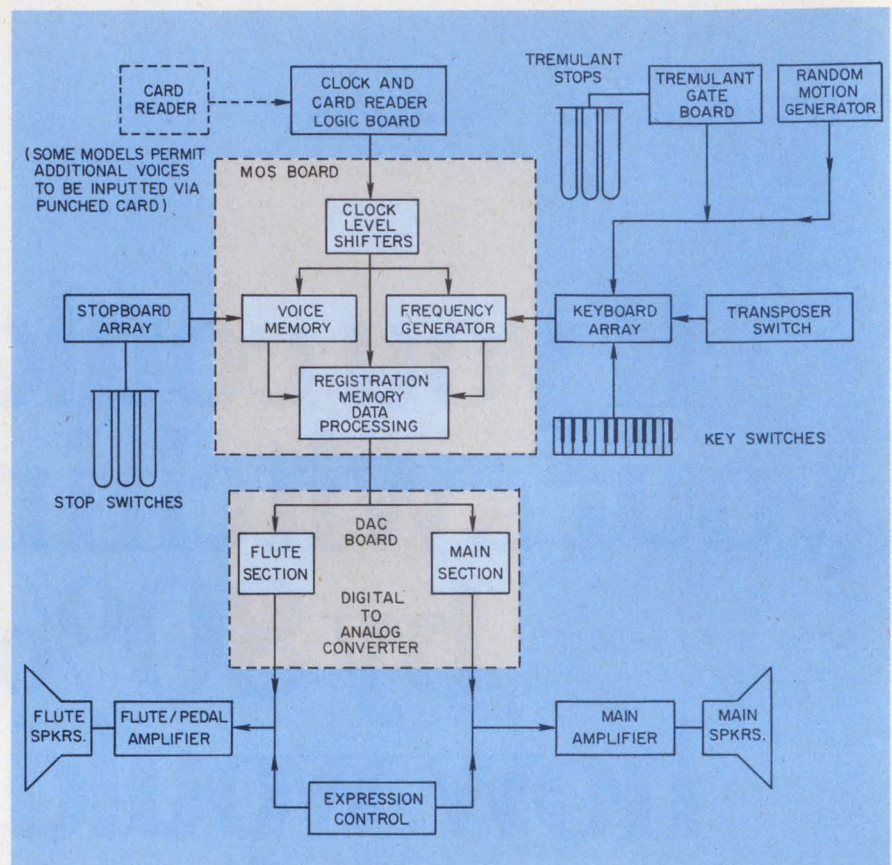 CARD
READER
CLOCK AND
CARD READER
LOGIC BOARD
TREMULANT
STOPS
TREMULANT
GATE
BOARD
RANDOM
MOTION
GENERATOR
(SOME MODELS PERMIT
ADDITIONAL VOICES
TO BE INPUTTED VIA
PUNCHED CARD)
MOS BOARD
CLOCK
LEVEL
SHIFTERS
STOPBOARD
ARRAY
VOICE
MEMORY
FREQUENCY
GENERATOR
KEYBOARD
ARRAY
TRANSPOSER
SWITCH
REGISTRATION
MEMORY
DATA
PROCESSING
KEY SWITCHES
STOP SWITCHES
DAC
BOARD
FLUTE
SECTION
MAIN
SECTION
DIGITAL
TO
ANALOG
CONVERTER
FLUTE
SPKRS.
FLUTE/PEDAL
AMPLIFIER
MAIN
AMPLIFIER
MAIN
SPKRS.
EXPRESSION
CONTROL